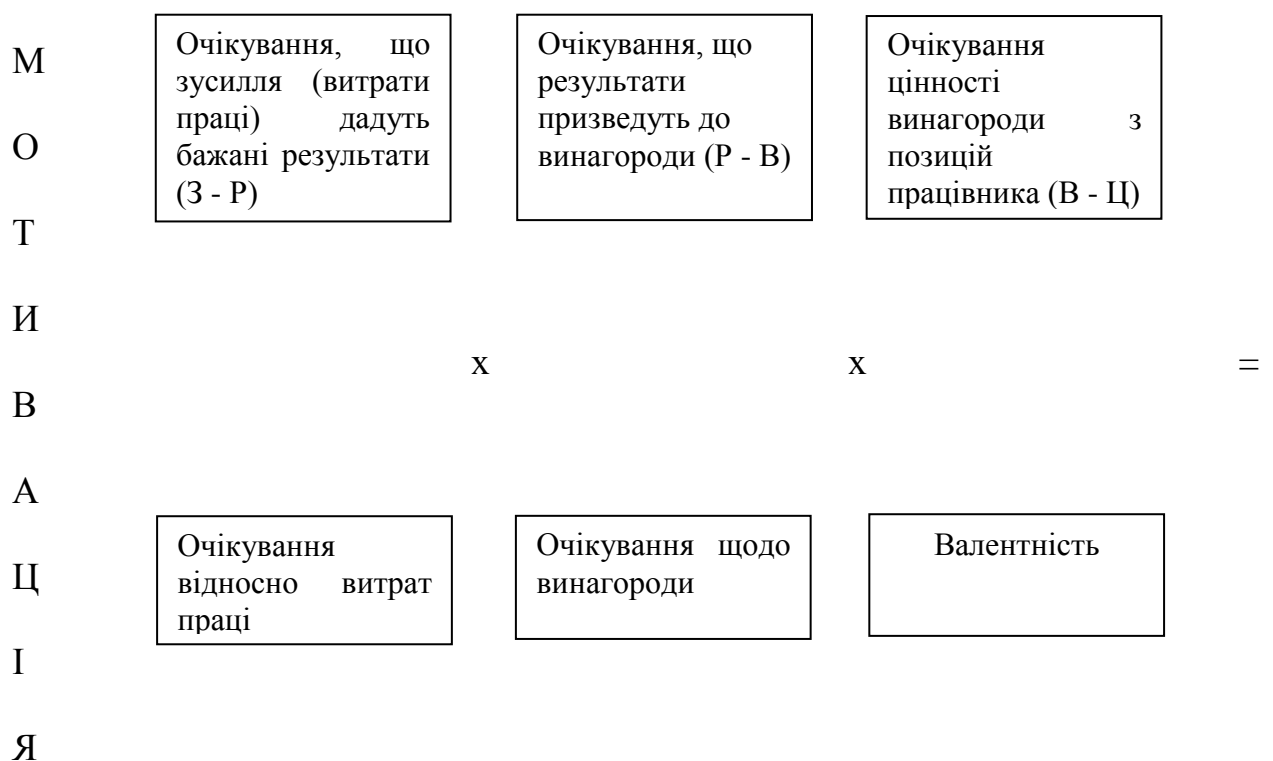 М
О
Т
И
В
А
Ц
І
Я
Очікування, що
зусилля (витрати
праці) дадуть
бажані результати
(З - Р)
Очікування, що
результати
призведуть до
винагороди (Р - В)
Очікування
цінності
винагороди з
позицій
працівника (В - Ц)
х х =
Очікування
відносно витрат
праці
Очікування щодо
винагороди
Валентність